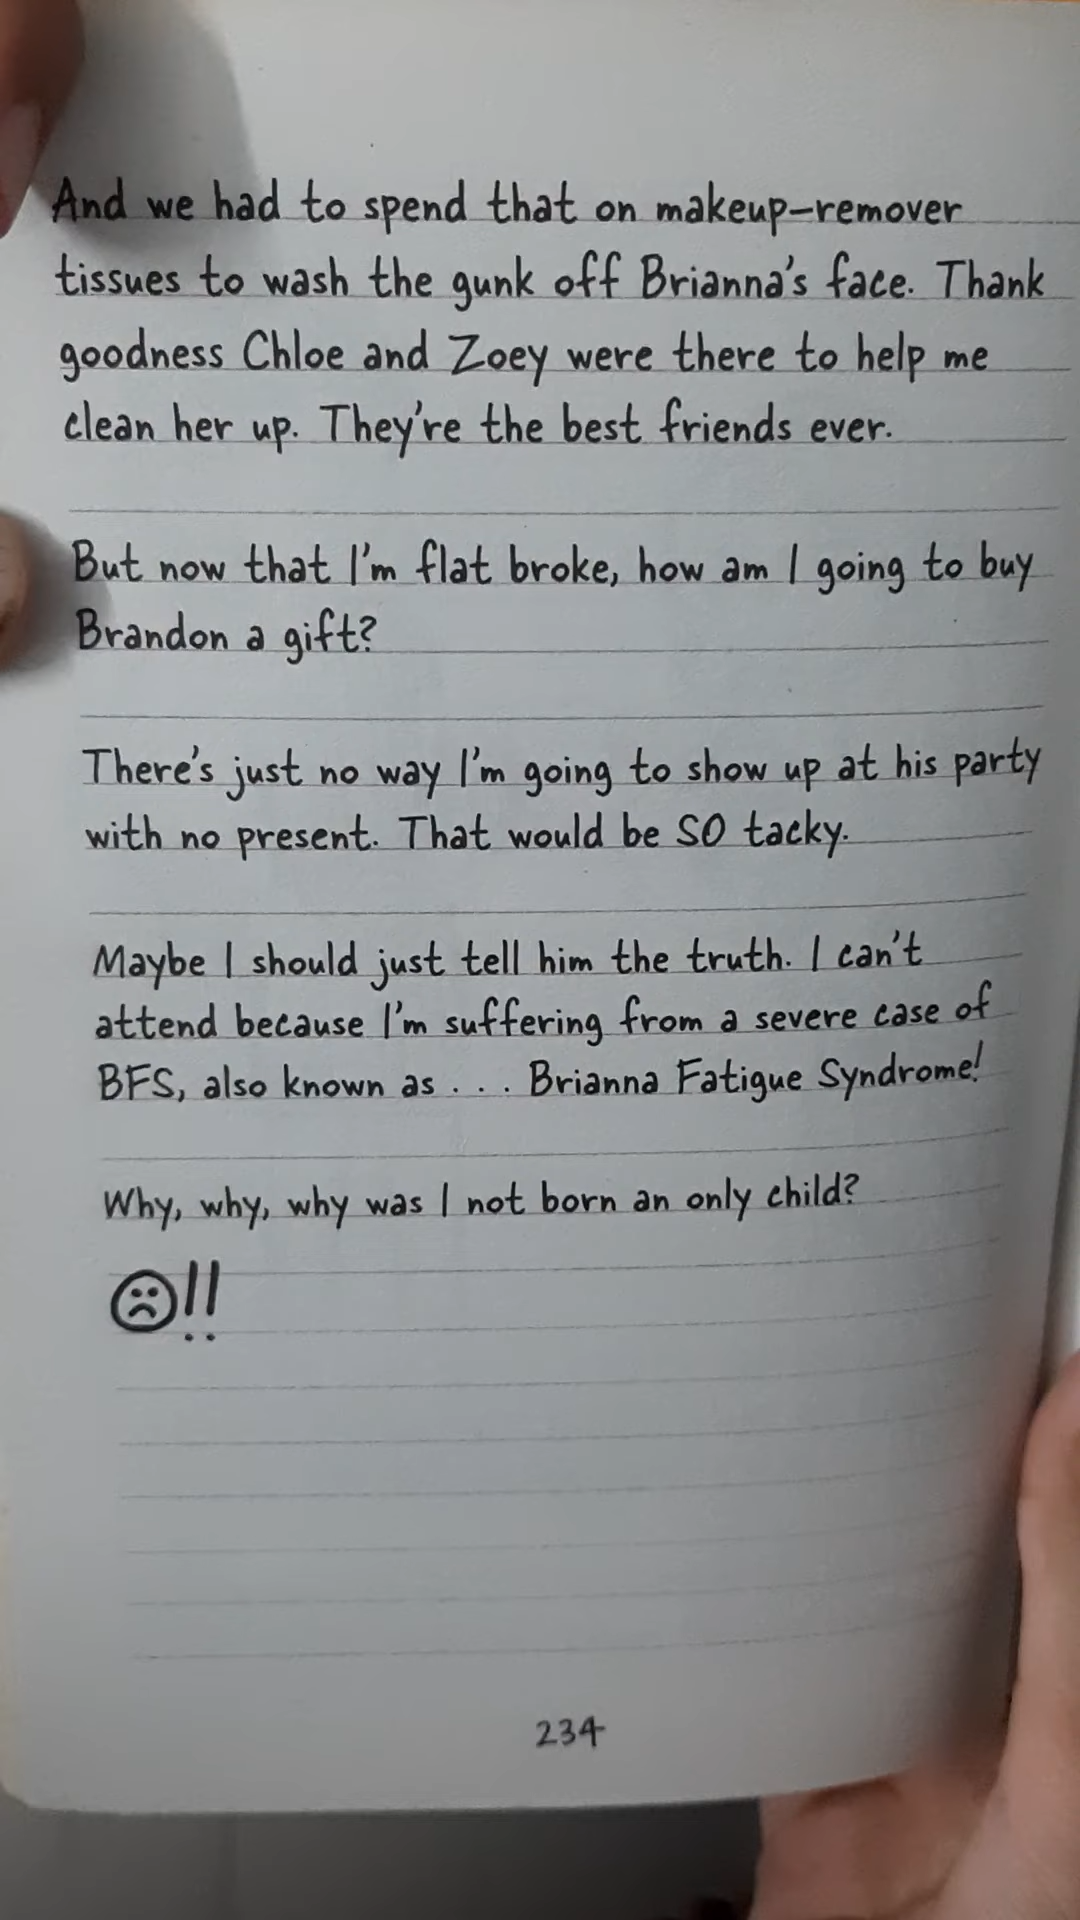 And we had to spend that on makeup-remover
tissues to wash the gunk off Brianna's face. Thank
goodness Chloe and Zoey were there to help me
clean her up. They're the best friends ever.
But now that I'm flat broke, how am I going to buy
Brandon a gift?
There's just no way I'm going to show up at his party
with no present. That would be SO tacky.
Maybe I should just tell him the truth. I can't
attend because I'm suffering from a severe case of
BFS, also known as . . . Brianna Fatigue Syndrome!
Why, why, why was I not born an only child?
☹!!
234